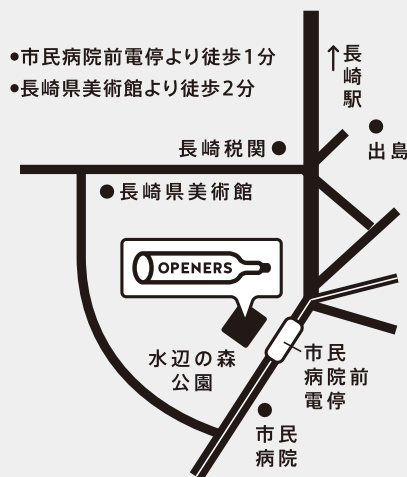 ●市民病院前電停より徒歩1分
●長崎県美術館より徒歩2分
↑長崎駅
出島
長崎税関
長崎県美術館
OPENERS
水辺の森
公園
市民
病院前
電停
市民
病院